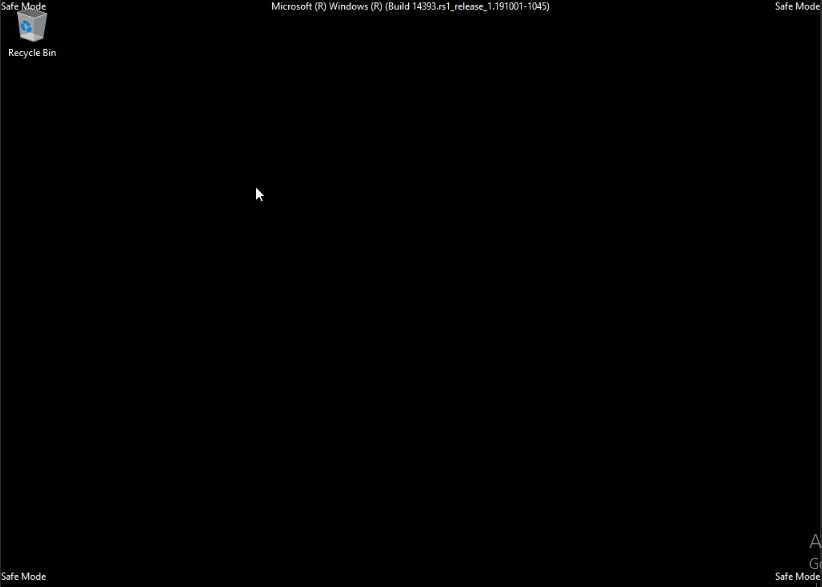 Safe Mode
Microsoft (R) Windows (R) (Build 14393.rs1_release_1.191001-1045)
Safe Mode
Recycle Bin
Safe Mode
Safe Mode